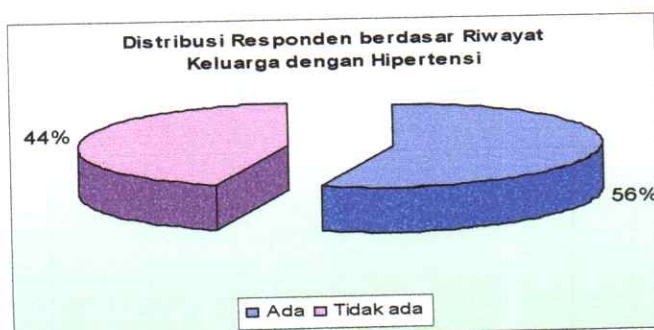 Distribusi Responden berdasar Riwayat
Keluarga dengan Hipertensi
44%
56%
Ada Tidak ada